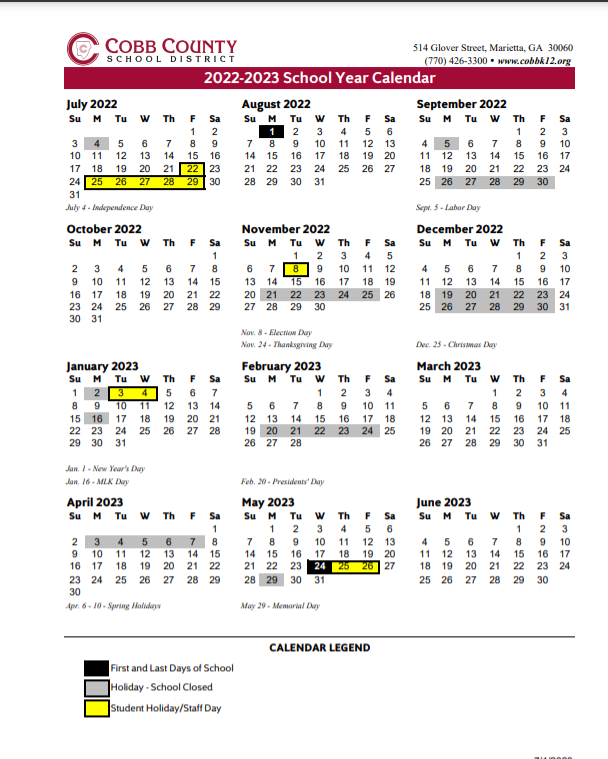 COBB COUNTY
SCHOOL DISTRICT
514 Glover Street, Marietta, GA 30060
(770) 426-3300 • www.cobbk12.org
2022-2023 School Year Calendar
July 2022
Su M Tu W Th F Sa
1 2
3 4 5 6 7 8 9
10 11 12 13 14 15 16
17 18 19 20 21 22 23
24 25 26 27 28 29 30
31
July 4 - Independence Day
August 2022
Su M Tu W Th F Sa
1 2 3 4 5 6
7 8 9 10 11 12 13
14 15 16 17 18 19 20
21 22 23 24 25 26 27
28 29 30 31
September 2022
Su M Tu W Th F Sa
1 2 3
4 5 6 7 8 9 10
11 12 13 14 15 16 17
18 19 20 21 22 23 24
25 26 27 28 29 30
Sept. 5 - Labor Day
October 2022
Su M Tu W Th F Sa
1
2 3 4 5 6 7 8
9 10 11 12 13 14 15
16 17 18 19 20 21 22
23 24 25 26 27 28 29
30 31
November 2022
Su M Tu W Th F Sa
1 2 3 4 5
6 7 8 9 10 11 12
13 14 15 16 17 18 19
20 21 22 23 24 25 26
27 28 29 30
Nov. 8 - Election Day
Nov. 24 - Thanksgiving Day
December 2022
Su M Tu W Th F Sa
1 2 3
4 5 6 7 8 9 10
11 12 13 14 15 16 17
18 19 20 21 22 23 24
25 26 27 28 29 30 31
Dec. 25 - Christmas Day
January 2023
Su M Tu W Th F Sa
1 2 3 4 5 6 7
8 9 10 11 12 13 14
15 16 17 18 19 20 21
22 23 24 25 26 27 28
29 30 31
Jan. 1 - New Year's Day
Jan. 16 - MLK Day
February 2023
Su M Tu W Th F Sa
1 2 3 4
5 6 7 8 9 10 11
12 13 14 15 16 17 18
19 20 21 22 23 24 25
26 27 28
Feb. 20 - Presidents' Day
March 2023
Su M Tu W Th F Sa
1 2 3 4
5 6 7 8 9 10 11
12 13 14 15 16 17 18
19 20 21 22 23 24 25
26 27 28 29 30 31
April 2023
Su M Tu W Th F Sa
1
2 3 4 5 6 7 8
9 10 11 12 13 14 15
16 17 18 19 20 21 22
23 24 25 26 27 28 29
30
Apr. 6 - 10 - Spring Holidays
May 2023
Su M Tu W Th F Sa
1 2 3 4 5 6
7 8 9 10 11 12 13
14 15 16 17 18 19 20
21 22 23 24 25 26 27
28 29 30 31
May 29 - Memorial Day
June 2023
Su M Tu W Th F Sa
1 2 3
4 5 6 7 8 9 10
11 12 13 14 15 16 17
18 19 20 21 22 23 24
25 26 27 28 29 30
CALENDAR LEGEND
First and Last Days of School
Holiday - School Closed
Student Holiday/Staff Day